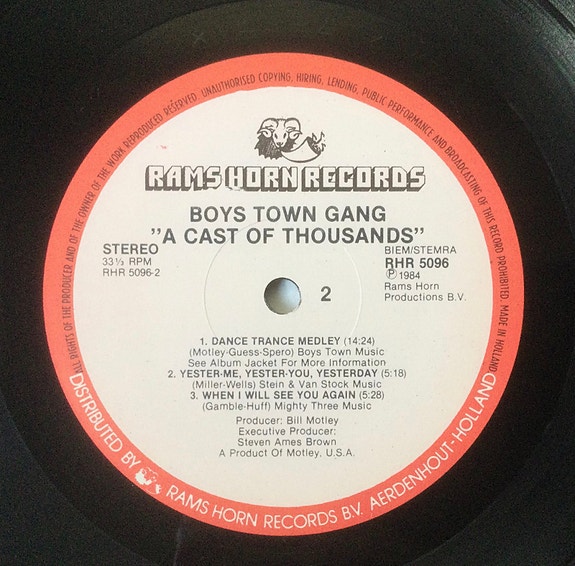 ALL RIGHTS OF THE PRODUCER AND OF THE OWNER OF THE WORK REPRODUCED RESERVED. UNAUTHORISED COPYING, HIRING, LENDING, PUBLIC PERFORMANCE AND BROADCASTING OF THIS RECORD PROHIBITED. MADE IN HOLLAND
RAMS HORN RECORDS
BOYS TOWN GANG
"A CAST OF THOUSANDS"
STEREO
33⅓ RPM
RHR 5096-2
BIEM/STEMRA
RHR 5096
℗ 1984
Rams Horn
Productions B.V.
2
1. DANCE TRANCE MEDLEY (14:24)
(Motley-Guess-Spero) Boys Town Music
See Album Jacket For More Information
2. YESTER-ME, YESTER-YOU, YESTERDAY (5:18)
(Miller-Wells) Stein & Van Stock Music
3. WHEN I WILL SEE YOU AGAIN (5:28)
(Gamble-Huff) Mighty Three Music
Producer: Bill Motley
Executive Producer:
Steven Ames Brown
A Product Of Motley, U.S.A.
DISTRIBUTED BY RAMS HORN RECORDS B.V. AERDENHOUT-HOLLAND